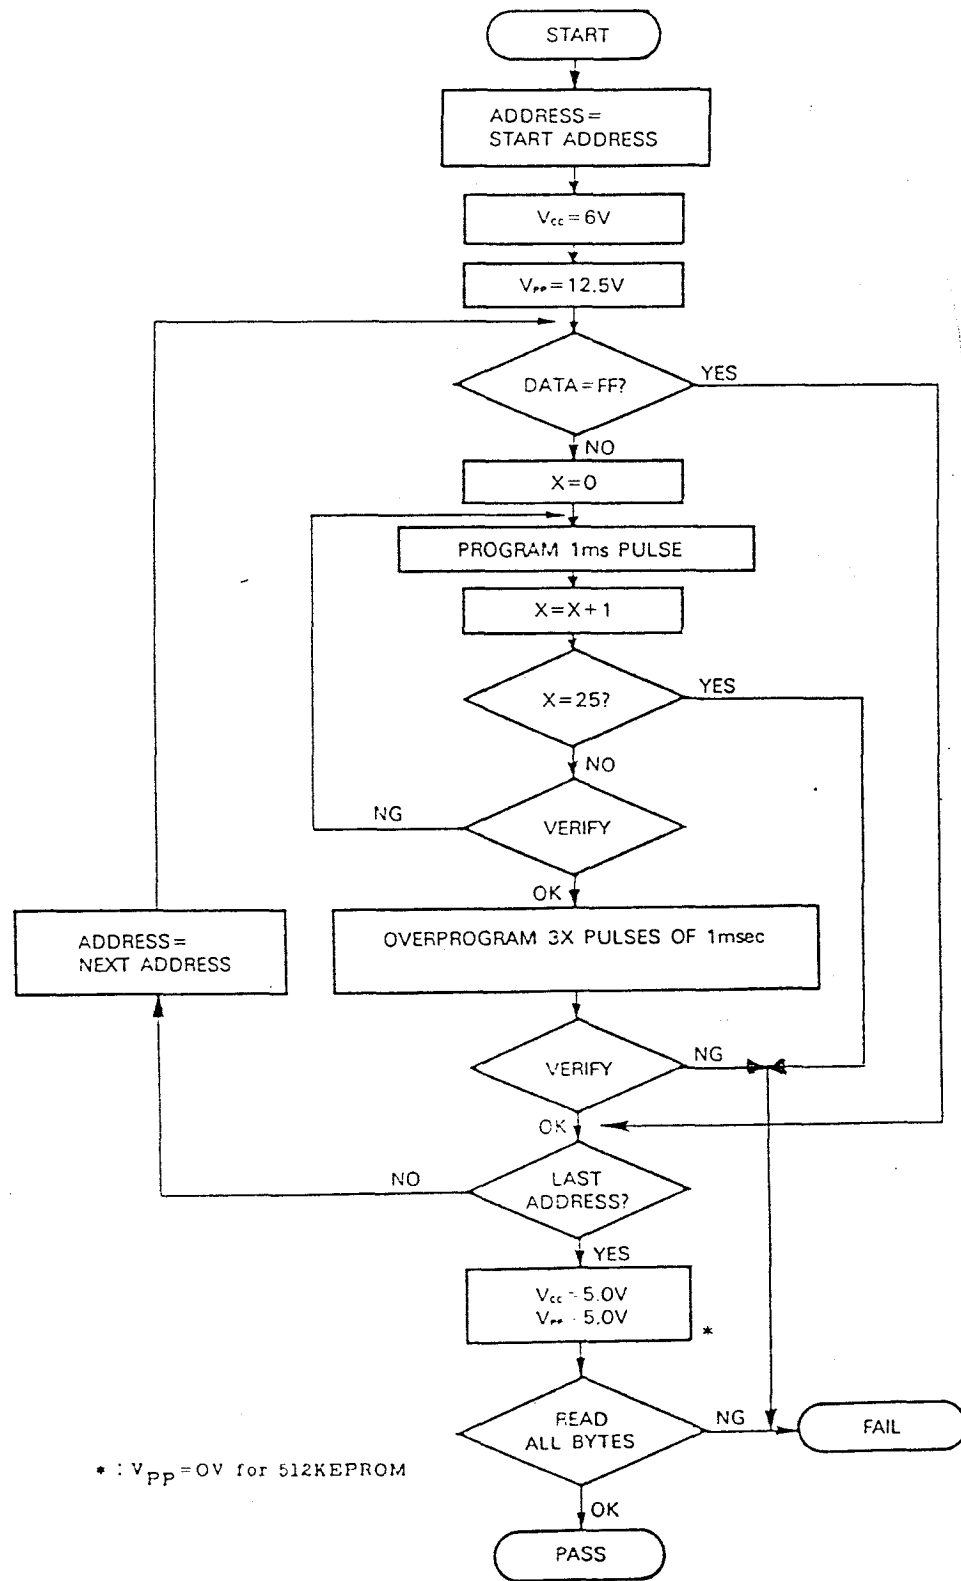 START
ADDRESS=
START ADDRESS
Vcc=6V
VPP=12.5V
DATA=FF?
YES
NO
X=0
PROGRAM 1ms PULSE
X=X+1
X=25?
YES
NO
NG
VERIFY
OK
ADDRESS=
NEXT ADDRESS
OVERPROGRAM 3X PULSES OF 1msec
VERIFY
NG
OK
NO
LAST
ADDRESS?
YES
Vcc=5.0V
VPP=5.0V
*
READ
ALL BYTES
NG
FAIL
* : VPP=OV for 512KEPROM
OK
PASS